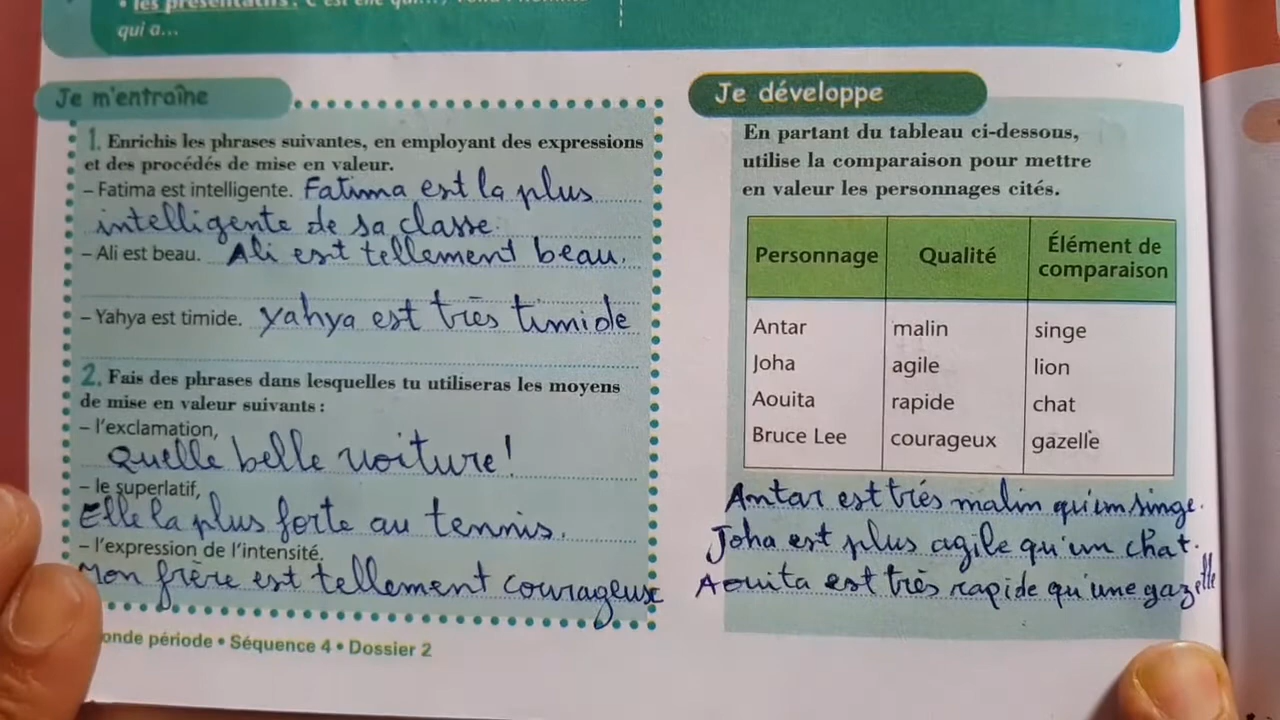 • les présentatifs : C'est elle qui...,
qui a...
Je m'entraîne
1. Enrichis les phrases suivantes, en employant des expressions
et des procédés de mise en valeur.
– Fatima est intelligente. Fatima est la plus
intelligente de sa classe.
– Ali est beau. Ali est tellement beau.
– Yahya est timide. Yahya est très timide
2. Fais des phrases dans lesquelles tu utiliseras les moyens
de mise en valeur suivants :
– l'exclamation,
Quelle belle voiture !
– le superlatif,
Elle la plus forte au tennis.
– l'expression de l'intensité.
Mon frère est tellement courageux
onde période • Séquence 4 • Dossier 2
Je développe
En partant du tableau ci-dessous,
utilise la comparaison pour mettre
en valeur les personnages cités.
Personnage Qualité Élément de comparaison
Antar malin singe
Joha agile lion
Aouita rapide chat
Bruce Lee courageux gazelle
Antar est trés malin qu'un singe.
Joha est plus agile qu'un chat.
Aouita est très rapide qu'une gazelle